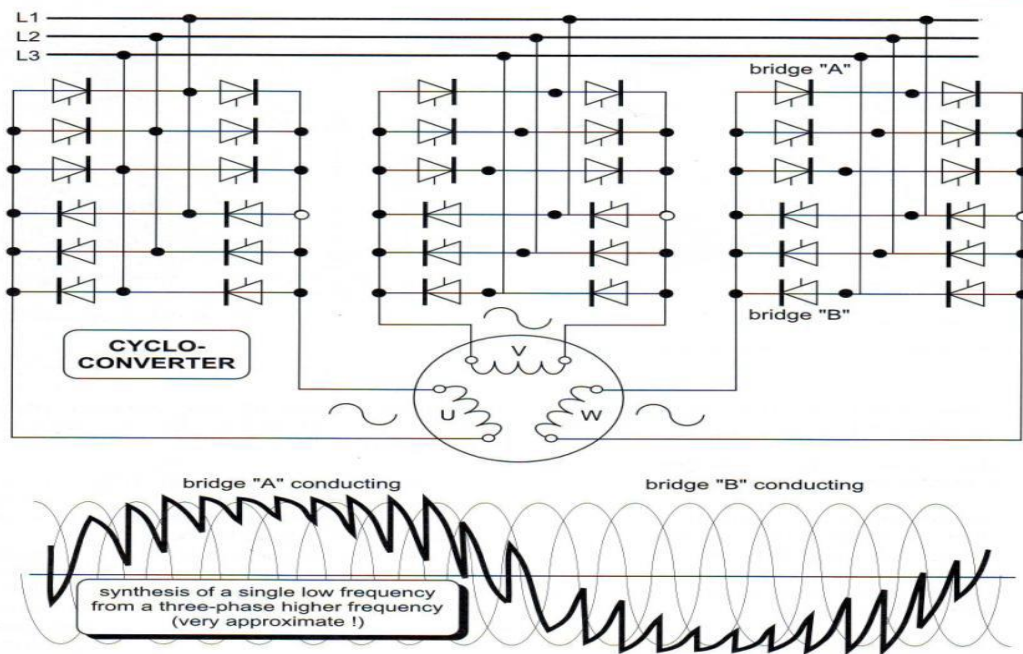 L1
L2
L3
bridge "A"
bridge "B"
CYCLO-
CONVERTER
V
U
W
bridge "A" conducting
bridge "B" conducting
synthesis of a single low frequency
from a three-phase higher frequency
(very approximate !)